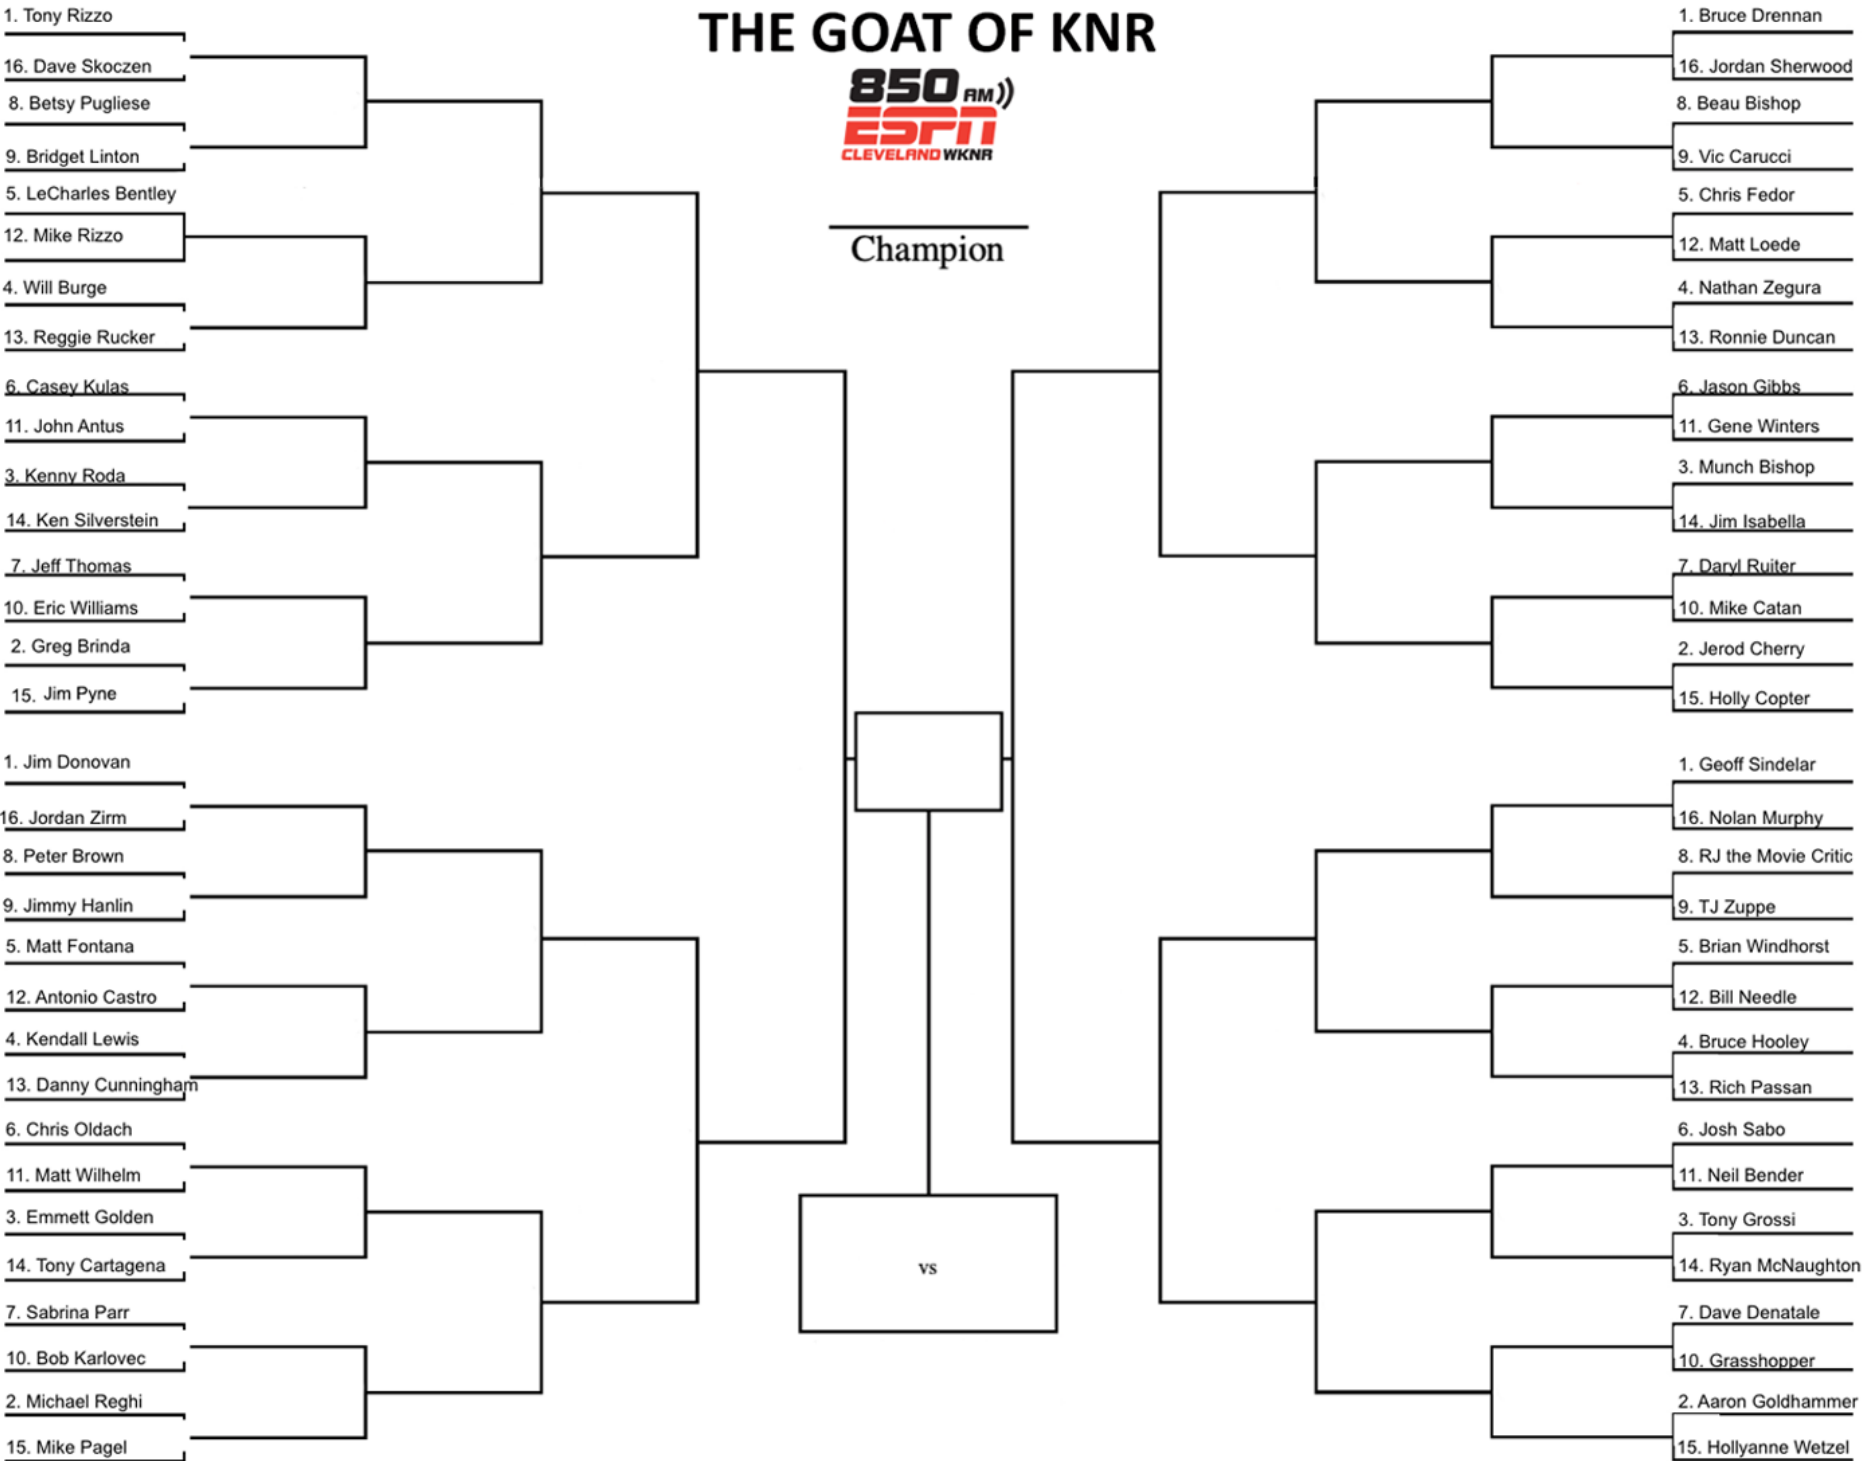 THE GOAT OF KNR
850 AM
ESPN
CLEVELAND WKNR
Champion
1. Tony Rizzo
16. Dave Skoczen
8. Betsy Pugliese
9. Bridget Linton
5. LeCharles Bentley
12. Mike Rizzo
4. Will Burge
13. Reggie Rucker
6. Casey Kulas
11. John Antus
3. Kenny Roda
14. Ken Silverstein
7. Jeff Thomas
10. Eric Williams
2. Greg Brinda
15. Jim Pyne
1. Jim Donovan
16. Jordan Zirm
8. Peter Brown
9. Jimmy Hanlin
5. Matt Fontana
12. Antonio Castro
4. Kendall Lewis
13. Danny Cunningham
6. Chris Oldach
11. Matt Wilhelm
3. Emmett Golden
14. Tony Cartagena
7. Sabrina Parr
10. Bob Karlovec
2. Michael Reghi
15. Mike Pagel
vs
1. Bruce Drennan
16. Jordan Sherwood
8. Beau Bishop
9. Vic Carucci
5. Chris Fedor
12. Matt Loede
4. Nathan Zegura
13. Ronnie Duncan
6. Jason Gibbs
11. Gene Winters
3. Munch Bishop
14. Jim Isabella
7. Daryl Ruiter
10. Mike Catan
2. Jerod Cherry
15. Holly Copter
1. Geoff Sindelar
16. Nolan Murphy
8. RJ the Movie Critic
9. TJ Zuppe
5. Brian Windhorst
12. Bill Needle
4. Bruce Hooley
13. Rich Passan
6. Josh Sabo
11. Neil Bender
3. Tony Grossi
14. Ryan McNaughton
7. Dave Denatale
10. Grasshopper
2. Aaron Goldhammer
15. Hollyanne Wetzel